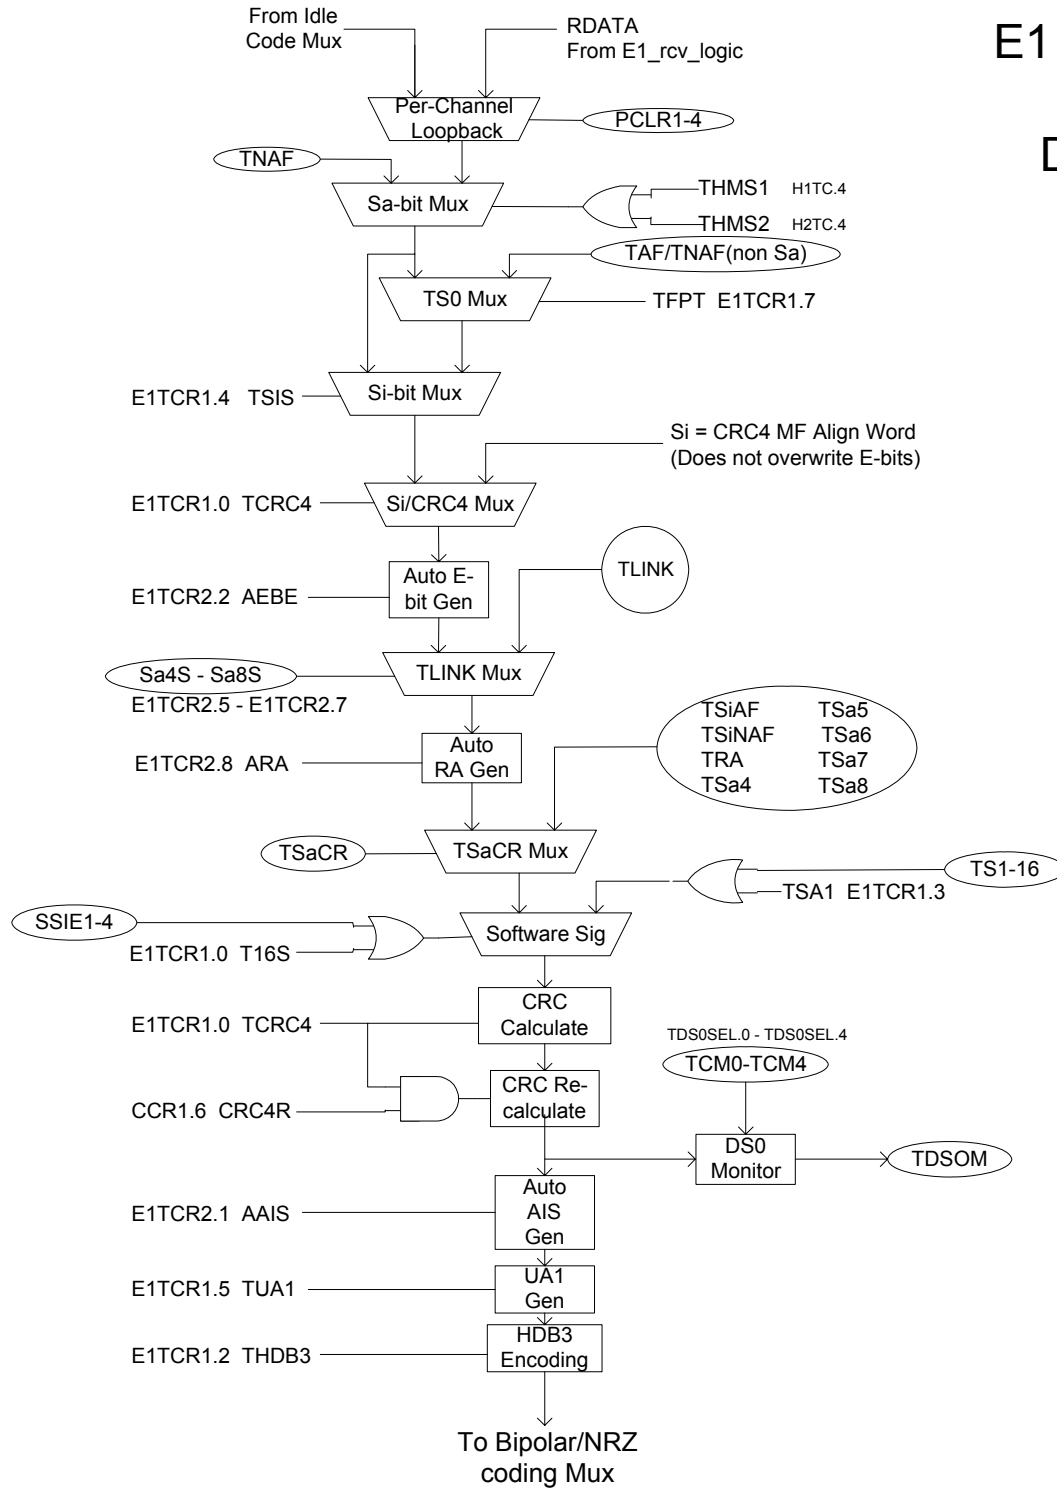 From Idle
Code Mux
RDATA
From E1_rcv_logic
E1
Per-Channel
Loopback
PCLR1-4
TNAF
Sa-bit Mux
THMS1 H1TC.4
THMS2 H2TC.4
TAF/TNAF(non Sa)
TS0 Mux
TFPT E1TCR1.7
E1TCR1.4 TSIS
Si-bit Mux
Si = CRC4 MF Align Word
(Does not overwrite E-bits)
E1TCR1.0 TCRC4
Si/CRC4 Mux
E1TCR2.2 AEBE
Auto E-
bit Gen
TLINK
Sa4S - Sa8S
E1TCR2.5 - E1TCR2.7
TLINK Mux
E1TCR2.8 ARA
Auto
RA Gen
TSiAF TSa5
TSiNAF TSa6
TRA TSa7
TSa4 TSa8
TSaCR
TSaCR Mux
TS1-16
TSA1 E1TCR1.3
SSIE1-4
E1TCR1.0 T16S
Software Sig
E1TCR1.0 TCRC4
CRC
Calculate
TDS0SEL.0 - TDS0SEL.4
TCM0-TCM4
CCR1.6 CRC4R
CRC Re-
calculate
DS0
Monitor
TDSOM
E1TCR2.1 AAIS
Auto
AIS
Gen
E1TCR1.5 TUA1
UA1
Gen
E1TCR1.2 THDB3
HDB3
Encoding
To Bipolar/NRZ
coding Mux